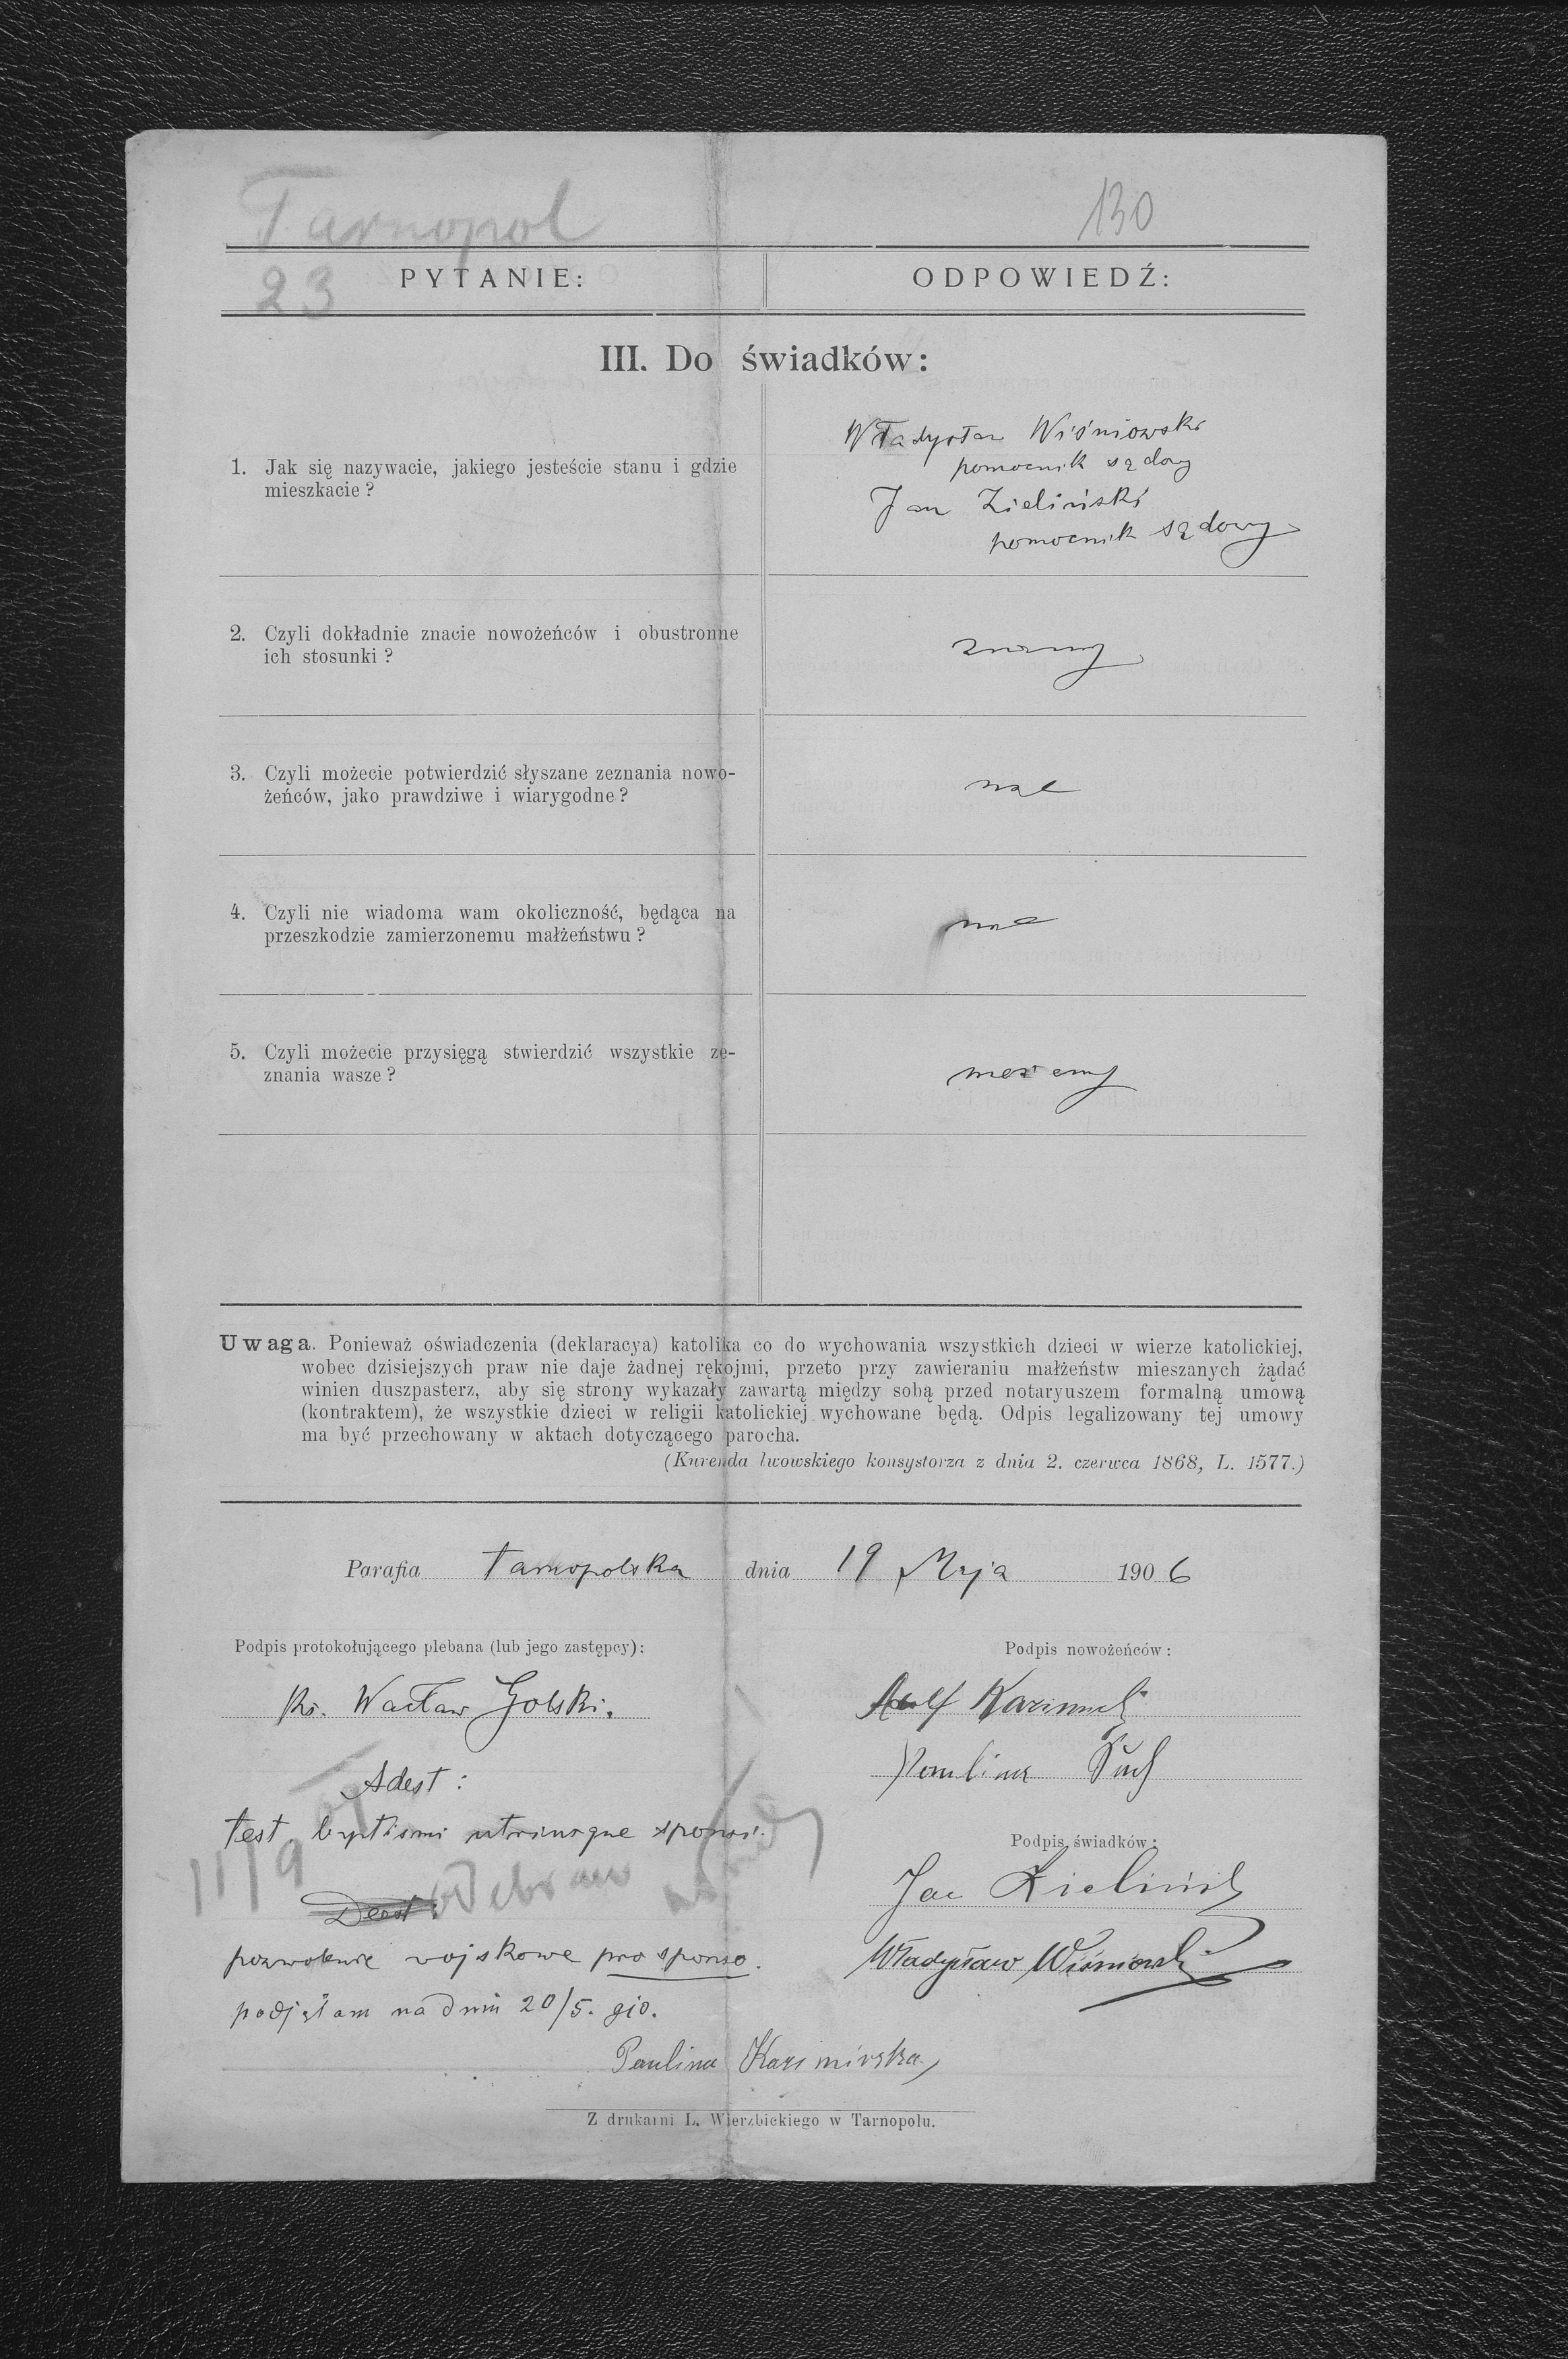 Tarnopol
130
23
PYTANIE:
ODPOWIEDŹ:
III. Do świadków:
1. Jak się nazywacie, jakiego jesteście stanu i gdzie
mieszkacie?
Władysław Wiśniowski
pomocnik sądowy
Jan Zieliński
pomocnik sądowy
2. Czyli dokładnie znacie nowożeńców i obustronne
ich stosunki?
znamy
3. Czyli możecie potwierdzić słyszane zeznania nowo-
żeńców, jako prawdziwe i wiarygodne?
4. Czyli nie wiadoma wam okoliczność, będąca na
przeszkodzie zamierzonemu małżeństwu?
5. Czyli możecie przysięgą stwierdzić wszystkie ze-
znania wasze?
możemy
Uwaga. Ponieważ oświadczenia (deklaracya) katolika co do wychowania wszystkich dzieci w wierze katolickiej,
wobec dzisiejszych praw nie daje żadnej rękojmi, przeto przy zawieraniu małżeństw mieszanych żądać
winien duszpasterz, aby się strony wykazały zawartą między sobą przed notaryuszem formalną umową
(kontraktem), że wszystkie dzieci w religii katolickiej wychowane będą. Odpis legalizowany tej umowy
ma być przechowany w aktach dotyczącego parocha.
(Kurenda lwowskiego konsystorza z dnia 2. czerwca 1868, L. 1577.)
Parafia tarnopolska dnia 19 Maja 1906
Podpis protokołującego plebana (lub jego zastępcy):
Podpis nowożeńców:
ks. Wacław Golski.
Adolf
Paulina
Adest:
test. baptismi utriusque sponsi.
Podpis świadków:
11/9
Jan Zieliński
Deest:
pozwolenie wojskowe pro sponso.
Władysław Wiśniowski
podjęłam na dniu 20/5.
Paulina Kazimirska
Z drukarni L. Wierzbickiego w Tarnopolu.